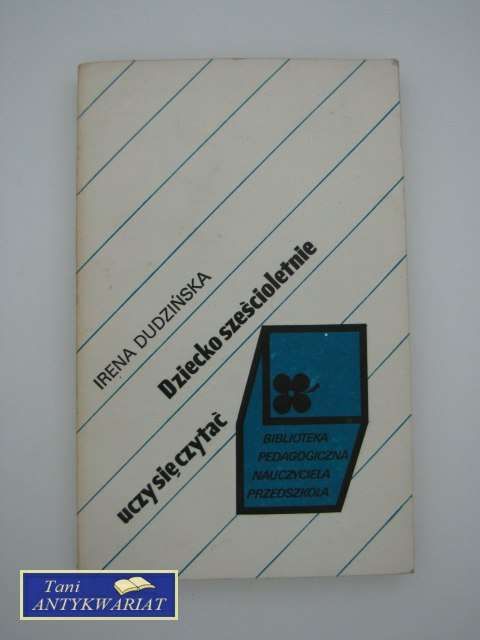 IRENA DUDZIŃSKA
Dziecko sześcioletnie
uczy się czytać
BIBLIOTEKA
PEDAGOGICZNA
NAUCZYCIELA
PRZEDSZKOLA
Tani
ANTYKWARIAT